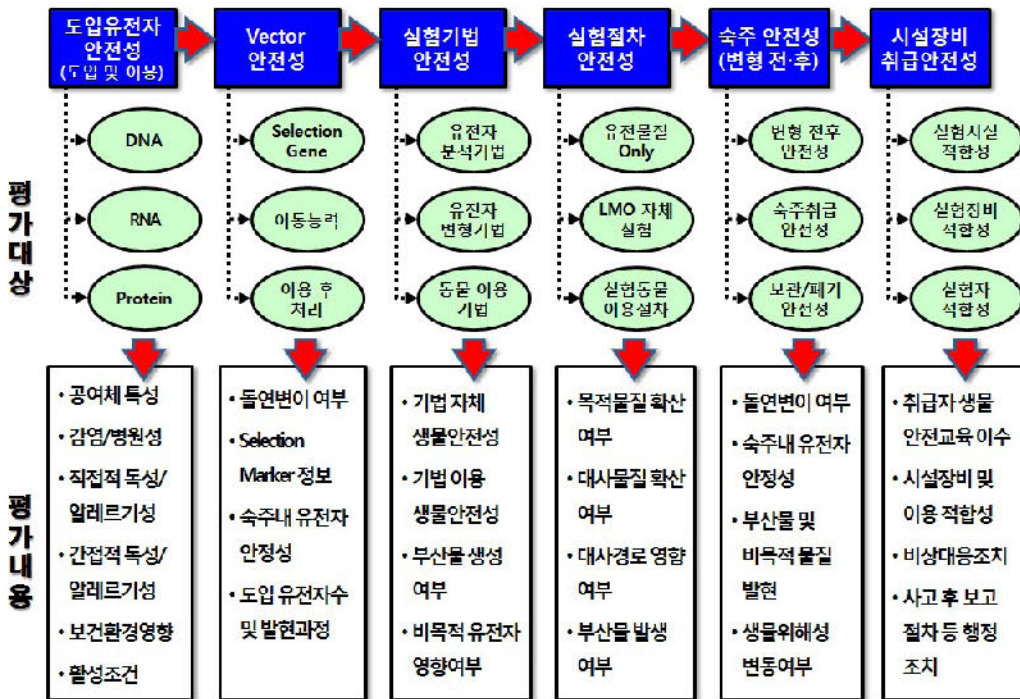 도입유전자
안전성
(도입 및 이용)
Vector
안전성
실험기법
안전성
실험절차
안전성
숙주 안전성
(변형 전·후)
시설장비
취급안전성
평가대상
DNA
RNA
Protein
Selection
Gene
이동능력
이용 후
처리
유전자
분석기법
유전자
변형기법
동물 이용
기법
유전물질
Only
LMO 자체
실험
실험동물
이용절차
변형 전후
안전성
숙주취급
안전성
보관/폐기
안전성
실험시설
적합성
실험장비
적합성
실험자
적합성
평가내용
• 공여체 특성
• 감염/병원성
• 직접적 독성/
알레르기성
• 간접적 독성/
알레르기성
• 보건환경영향
• 활성조건
• 돌연변이 여부
• Selection
Marker 정보
• 숙주내 유전자
안정성
• 도입 유전자수
및 발현과정
• 기법 자체
생물안전성
• 기법 이용
생물안전성
• 부산물 생성
여부
• 비목적 유전자
영향여부
• 목적물질 확산
여부
• 대사물질 확산
여부
• 대사경로 영향
여부
• 부산물 발생
여부
• 돌연변이 여부
• 숙주내 유전자
안정성
• 부산물 및
비목적 물질
발현
• 생물위해성
변동여부
• 취급자 생물
안전교육 이수
• 시설장비 및
이용 적합성
• 비상대응조치
• 사고 후 보고
절차 등 행정
조치